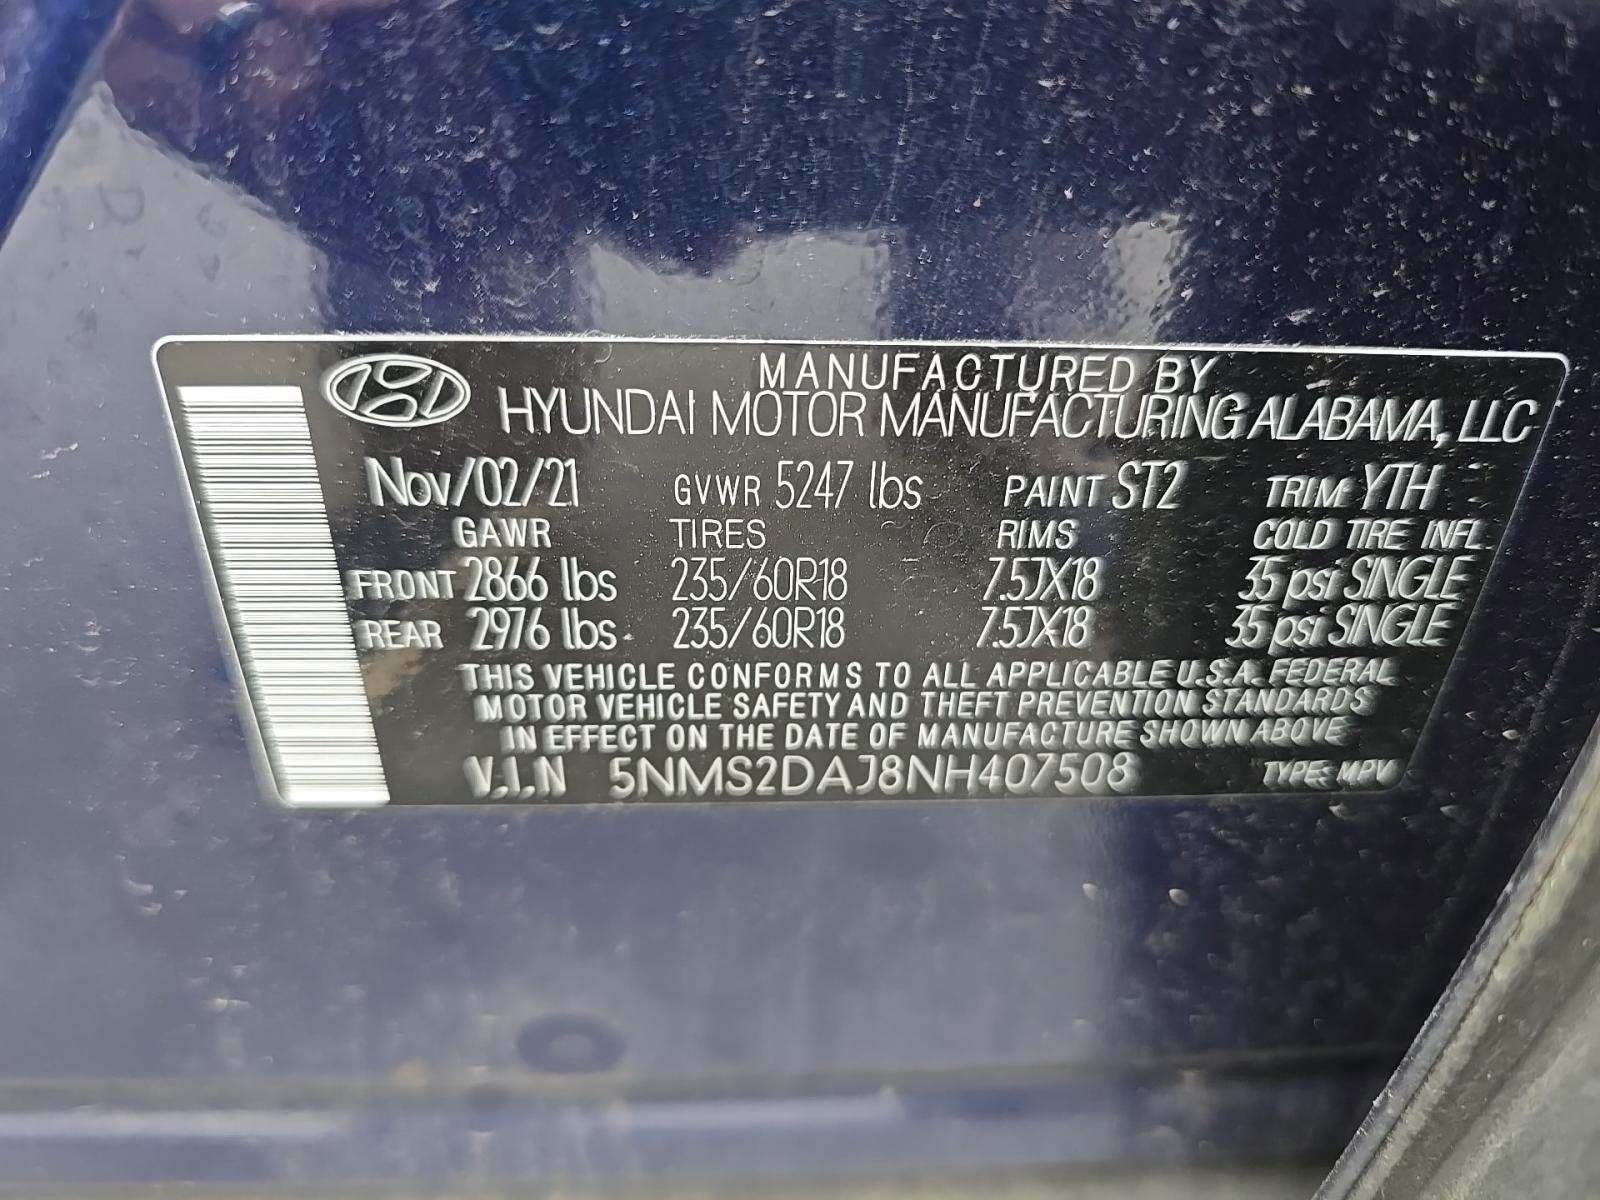 MANUFACTURED BY
HYUNDAI MOTOR MANUFACTURING ALABAMA, LLC
Nov/02/21 GVWR 5247 lbs PAINT ST2 TRIM YTH
GAWR TIRES RIMS COLD TIRE INFL.
FRONT 2866 lbs 235/60R18 7.5JX18 35 psi SINGLE
REAR 2976 lbs 235/60R18 7.5JX18 35 psi SINGLE
THIS VEHICLE CONFORMS TO ALL APPLICABLE U.S.A. FEDERAL
MOTOR VEHICLE SAFETY AND THEFT PREVENTION STANDARDS
IN EFFECT ON THE DATE OF MANUFACTURE SHOWN ABOVE
V.I.N 5NMS2DAJ8NH407508 TYPE: MPV